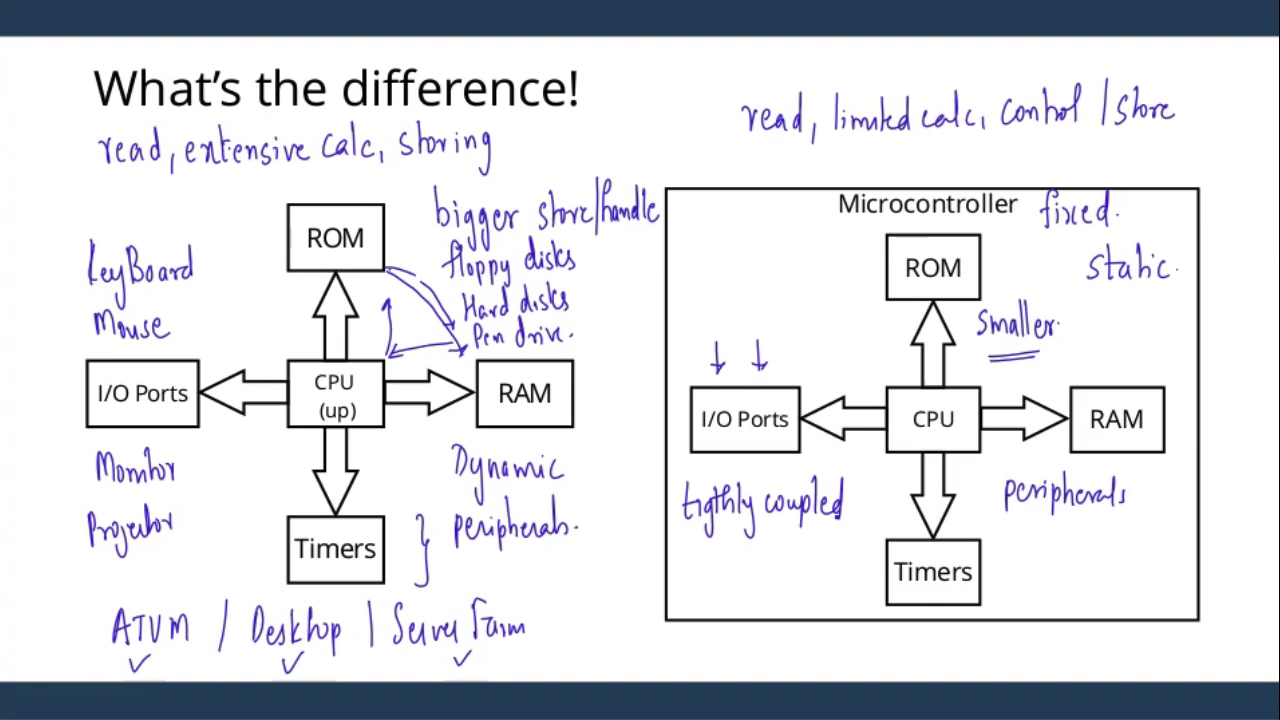 What's the difference!
read, extensive calc, storing
read, limited calc, control / store
ROM
bigger store/handle
floppy disks
Hard disks
Pen drive.
KeyBoard
Mouse
I/O Ports
CPU
(up)
RAM
Monitor
Projector
Dynamic
peripherals.
Timers
ATVM / Desktop / Server Farm
Microcontroller
fixed.
static.
ROM
smaller.
I/O Ports
CPU
RAM
tigthly coupled
peripherals
Timers